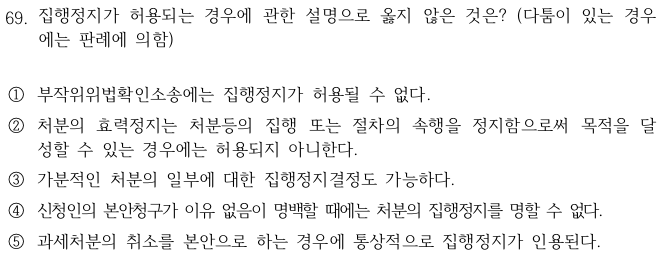 69. 집행정지가 허용되는 경우에 관한 설명으로 옳지 않은 것은? (다툼이 있는 경우
에는 판례에 의함)
① 부작위위법확인소송에는 집행정지가 허용될 수 없다.
② 처분의 효력정지는 처분등의 집행 또는 절차의 속행을 정지함으로써 목적을 달
성할 수 있는 경우에는 허용되지 아니한다.
③ 가분적인 처분의 일부에 대한 집행정지결정도 가능하다.
④ 신청인의 본안청구가 이유 없음이 명백할 때에는 처분의 집행정지를 명할 수 없다.
⑤ 과세처분의 취소를 본안으로 하는 경우에 통상적으로 집행정지가 인용된다.